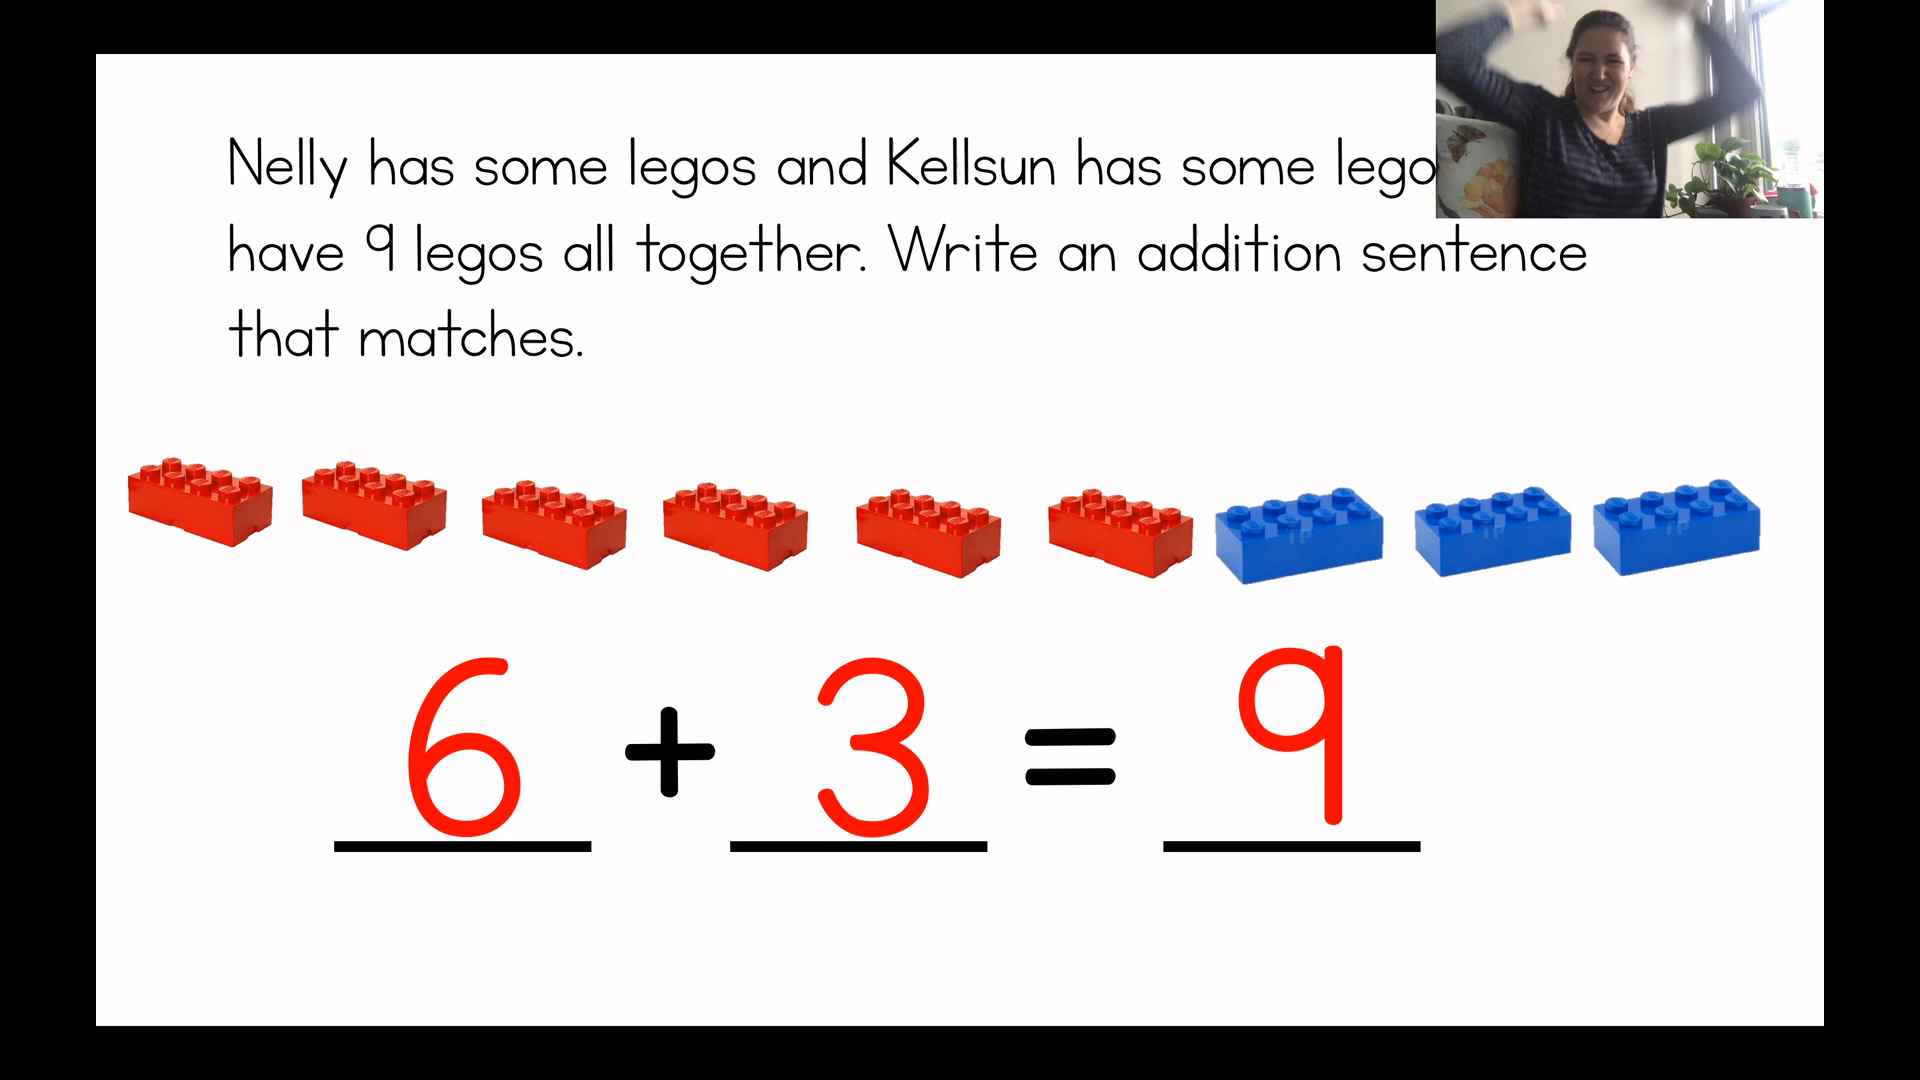 Nelly has some legos and Kellsun has some lego
have 9 legos all together. Write an addition sentence
that matches.
6 + 3 = 9